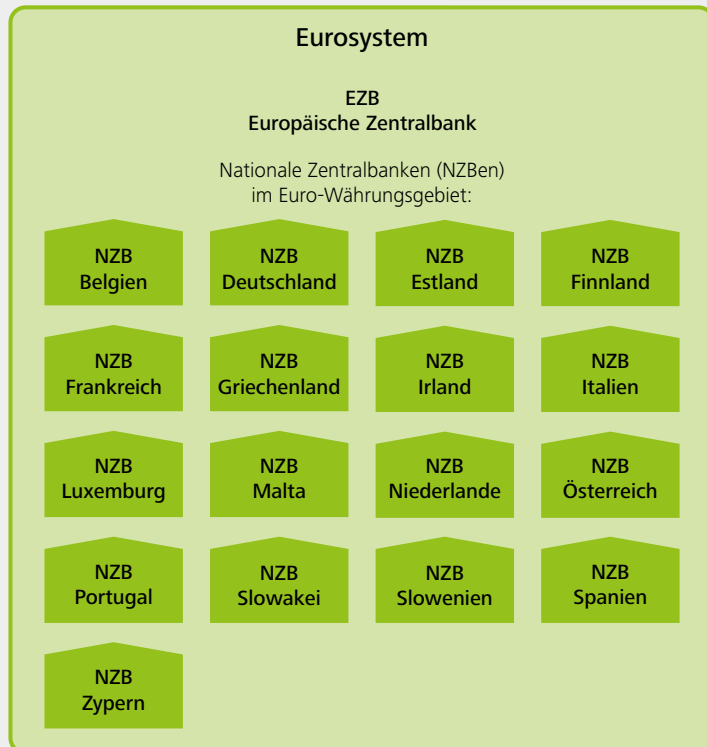 Eurosystem
EZB
Europäische Zentralbank
Nationale Zentralbanken (NZBen)
im Euro-Währungsgebiet:
NZB
Belgien
NZB
Deutschland
NZB
Estland
NZB
Finnland
NZB
Frankreich
NZB
Griechenland
NZB
Irland
NZB
Italien
NZB
Luxemburg
NZB
Malta
NZB
Niederlande
NZB
Österreich
NZB
Portugal
NZB
Slowakei
NZB
Slowenien
NZB
Spanien
NZB
Zypern